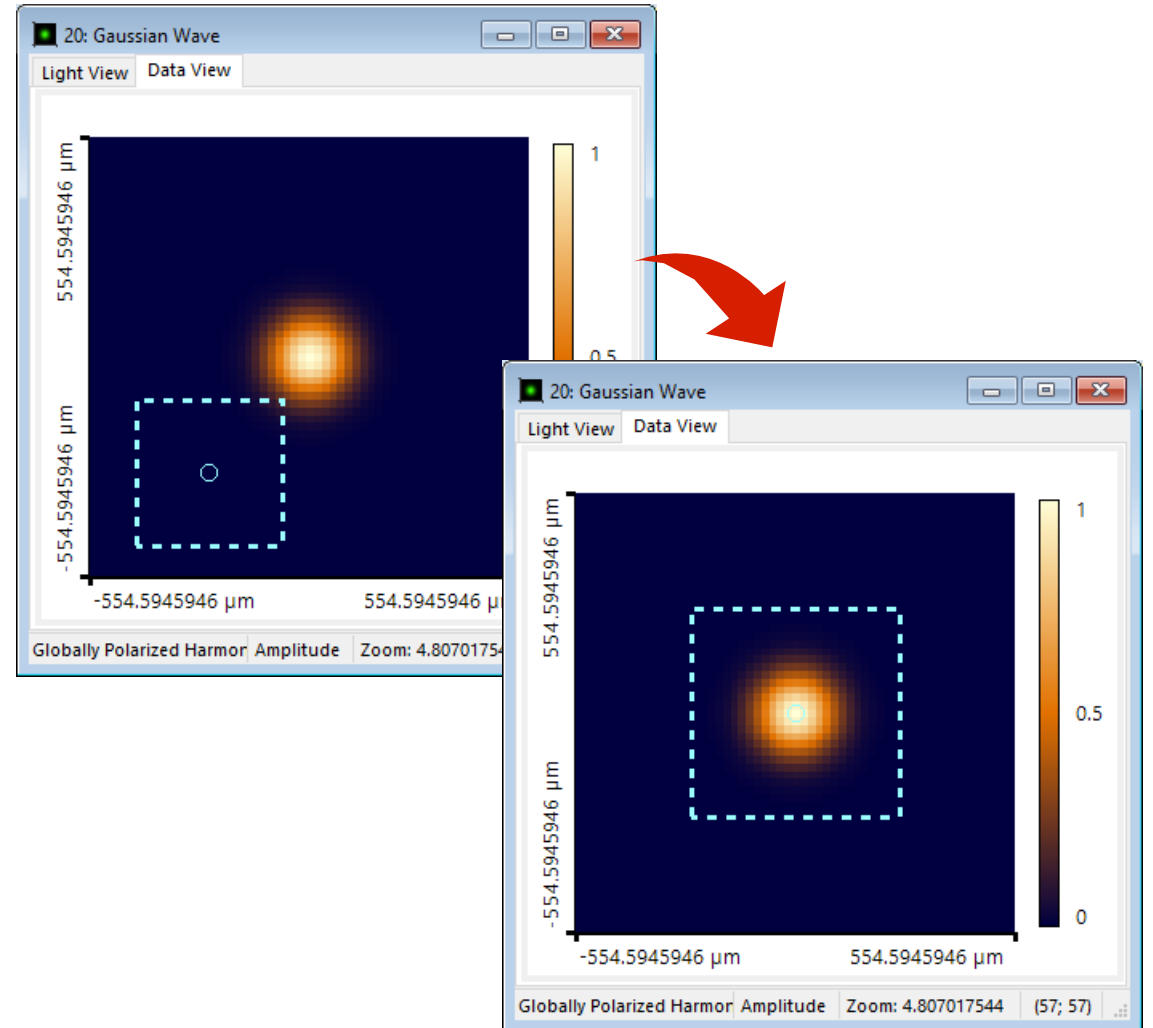 20: Gaussian Wave
Light View Data View
1
0.5
554.5945946 µm
-554.5945946 µm
-554.5945946 µm 554.5945946 µ
Globally Polarized Harmor Amplitude Zoom: 4.80701754
20: Gaussian Wave
Light View Data View
1
0.5
0
554.5945946 µm
-554.5945946 µm
-554.5945946 µm 554.5945946 µm
Globally Polarized Harmor Amplitude Zoom: 4.807017544 (57; 57)